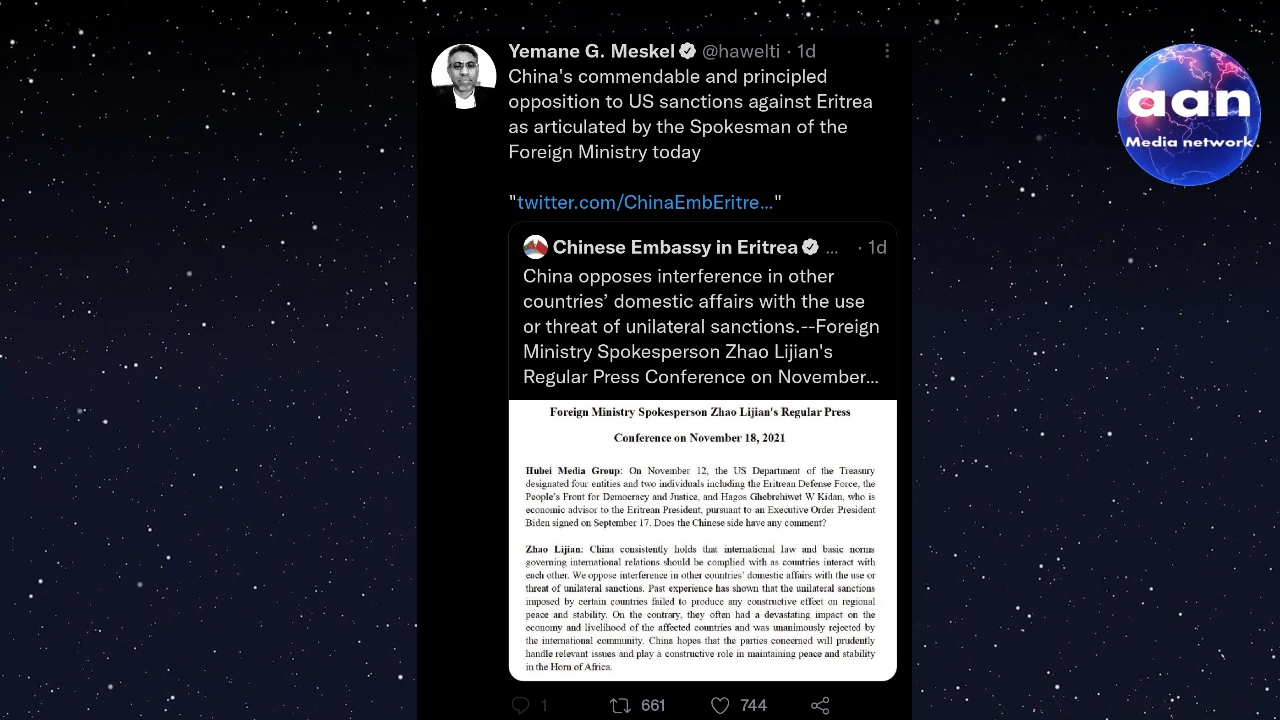 Yemane G. Meskel @hawelti · 1d
China's commendable and principled
opposition to US sanctions against Eritrea
as articulated by the Spokesman of the
Foreign Ministry today
"twitter.com/ChinaEmbEritre..."
Chinese Embassy in Eritrea ... · 1d
China opposes interference in other
countries’ domestic affairs with the use
or threat of unilateral sanctions.--Foreign
Ministry Spokesperson Zhao Lijian's
Regular Press Conference on November...
Foreign Ministry Spokesperson Zhao Lijian's Regular Press
Conference on November 18, 2021
Hubei Media Group: On November 12, the US Department of the Treasury
designated four entities and two individuals including the Eritrean Defense Force, the
People's Front for Democracy and Justice, and Hagos Ghebrehiwet W Kidan, who is
economic advisor to the Eritrean President, pursuant to an Executive Order President
Biden signed on September 17. Does the Chinese side have any comment?
Zhao Lijian: China consistently holds that international law and basic norms
governing international relations should be complied with as countries interact with
each other. We oppose interference in other countries' domestic affairs with the use or
threat of unilateral sanctions. Past experience has shown that the unilateral sanctions
imposed by certain countries failed to produce any constructive effect on regional
peace and stability. On the contrary, they often had a devastating impact on the
economy and livelihood of the affected countries and was unanimously rejected by
the international community. China hopes that the parties concerned will prudently
handle relevant issues and play a constructive role in maintaining peace and stability
in the Horn of Africa.
1 661 744
aan
Media network